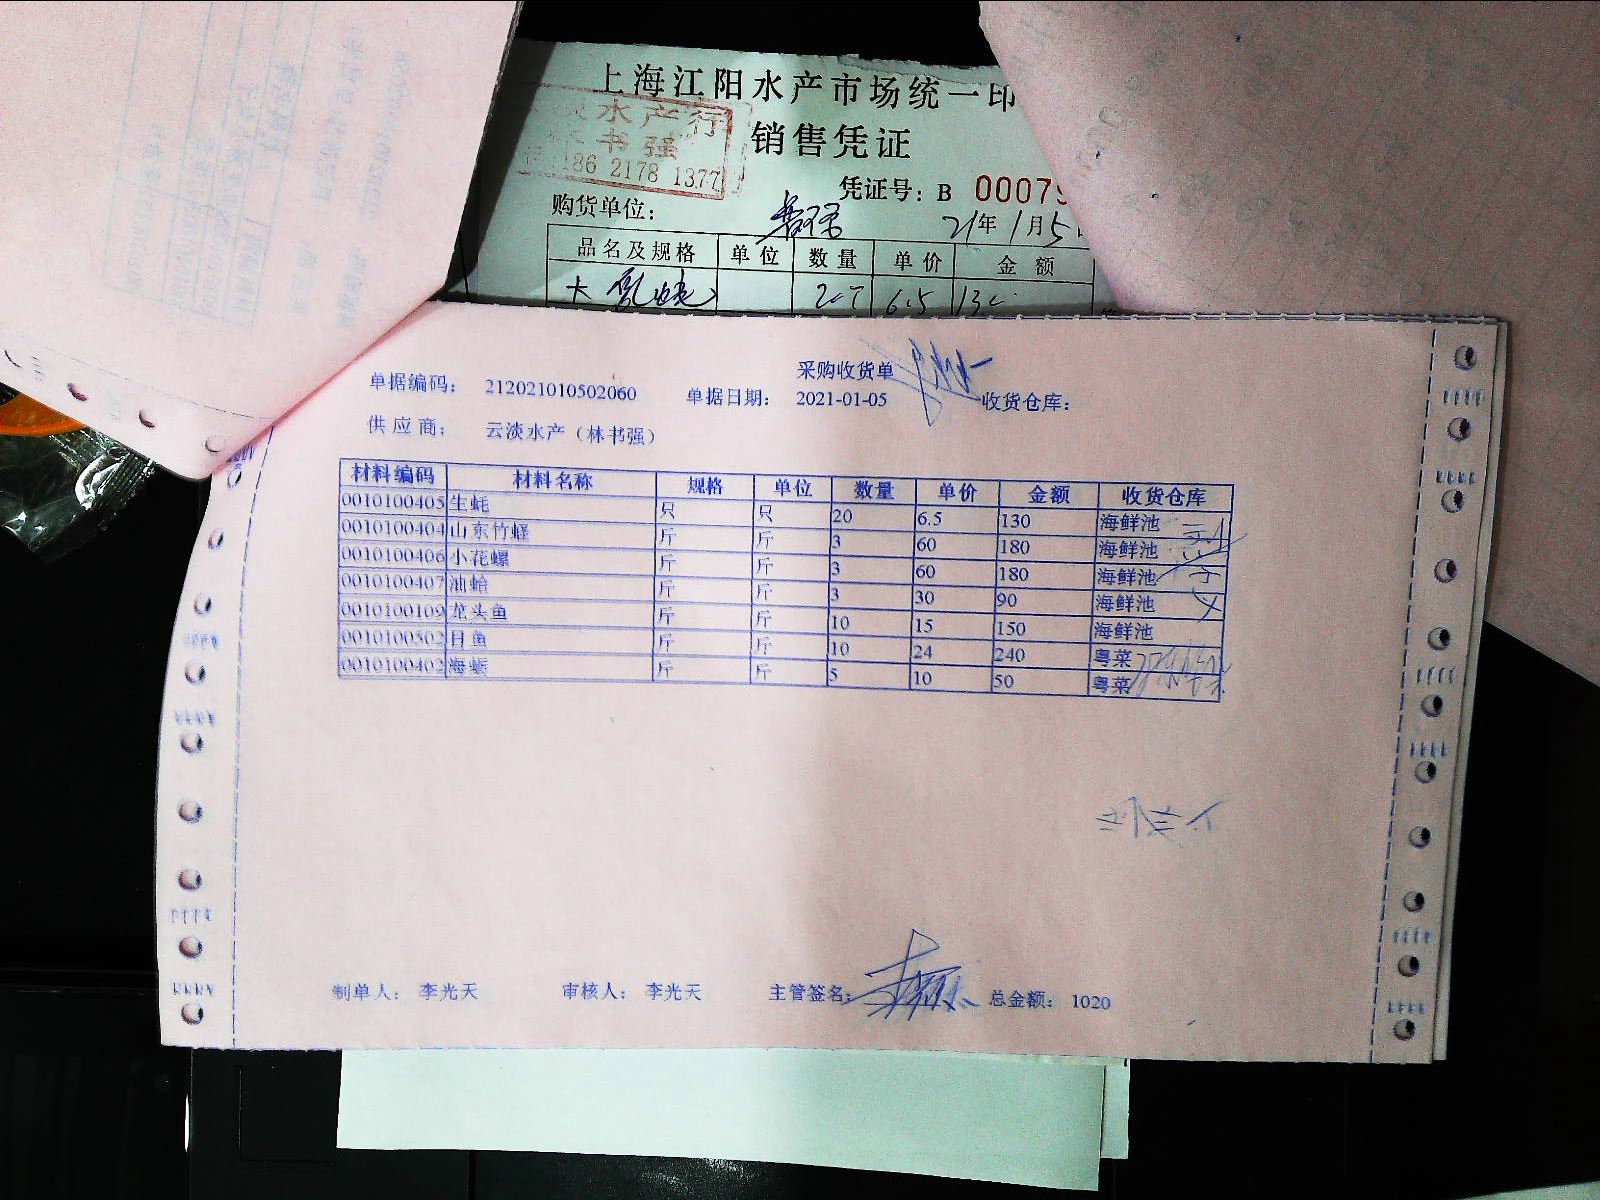 上海江阳水产市场统一印
销售凭证
水产行
书强
186 2178 1377
凭证号：B 00079
购货单位：
21年1月5
品名及规格 单位 数量 单价 金额
6.5
采购收货单
单据编码： 212021010502060 单据日期： 2021-01-05 收货仓库：
供应商： 云淡水产（林书强）
材料编码 材料名称 规格 单位 数量 单价 金额 收货仓库
0010100405 生蚝 只 只 20 6.5 130 海鲜池
0010100404 山东竹蛏 斤 斤 3 60 180 海鲜池
0010100406 小花螺 斤 斤 3 60 180 海鲜池
0010100407 油蛤 斤 斤 3 30 90 海鲜池
0010100109 龙头鱼 斤 斤 10 15 150 海鲜池
0010100502 目鱼 斤 斤 10 24 240 粤菜
0010100402 海蛎 斤 斤 5 10 50 粤菜
制单人： 李光天 审核人： 李光天 主管签名： 总金额： 1020